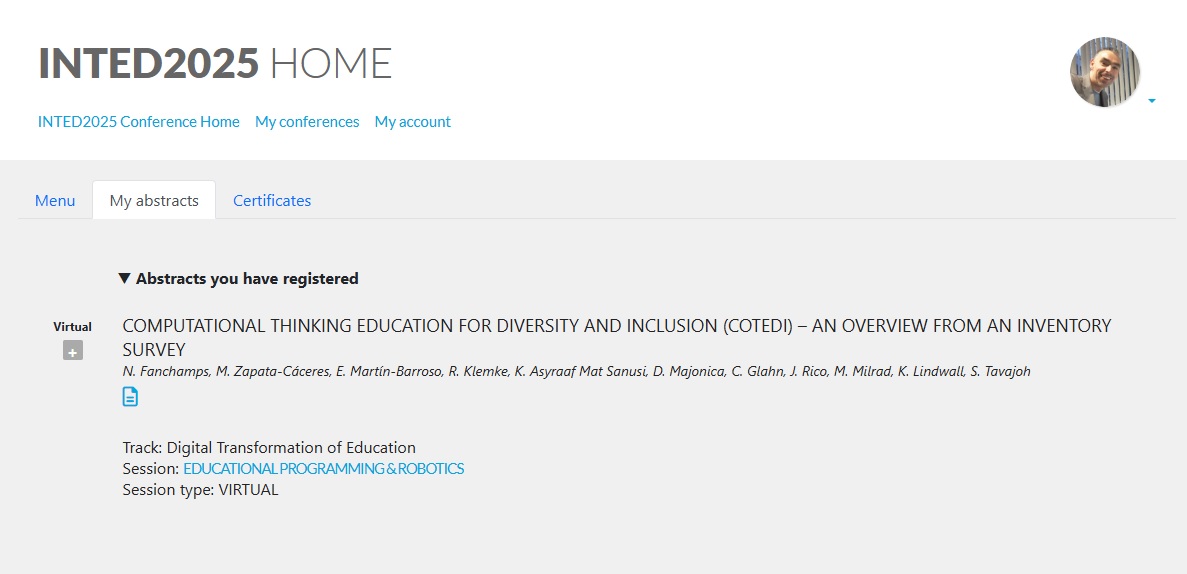 INTED2025 HOME
INTED2025 Conference Home My conferences My account
Menu My abstracts Certificates
▼ Abstracts you have registered
Virtual
+
COMPUTATIONAL THINKING EDUCATION FOR DIVERSITY AND INCLUSION (COTEDI) – AN OVERVIEW FROM AN INVENTORY
SURVEY
N. Fanchamps, M. Zapata-Cáceres, E. Martín-Barroso, R. Klemke, K. Asyraaf Mat Sanusi, D. Majonica, C. Glahn, J. Rico, M. Milrad, K. Lindwall, S. Tavajoh
Track: Digital Transformation of Education
Session: EDUCATIONAL PROGRAMMING & ROBOTICS
Session type: VIRTUAL